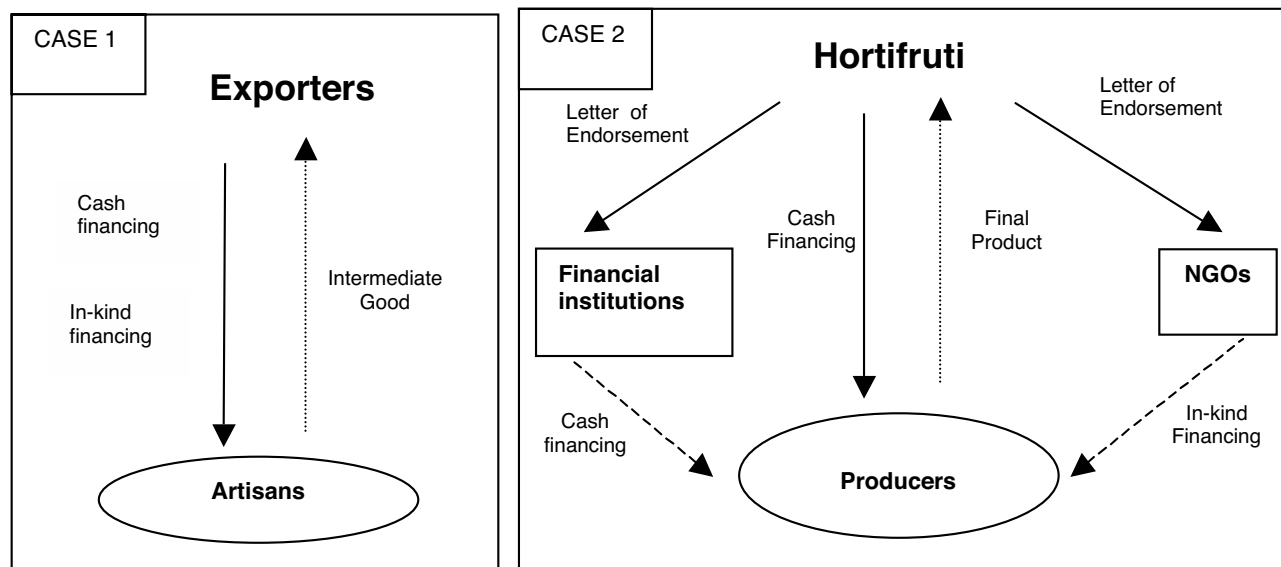 CASE 1
Exporters
Cash
financing
In-kind
financing
Intermediate
Good
Artisans
CASE 2
Hortifruti
Letter of
Endorsement
Letter of
Endorsement
Cash
Financing
Final
Product
Financial
institutions
NGOs
Cash
financing
In-kind
Financing
Producers